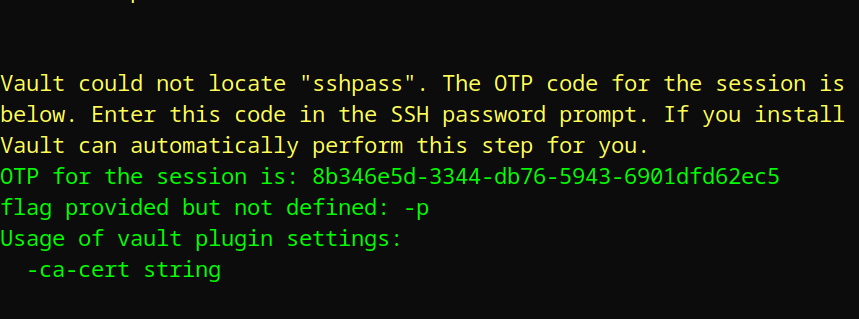 Vault could not locate "sshpass". The OTP code for the session is
below. Enter this code in the SSH password prompt. If you install
Vault can automatically perform this step for you.
OTP for the session is: 8b346e5d-3344-db76-5943-6901dfd62ec5
flag provided but not defined: -p
Usage of vault plugin settings:
  -ca-cert string